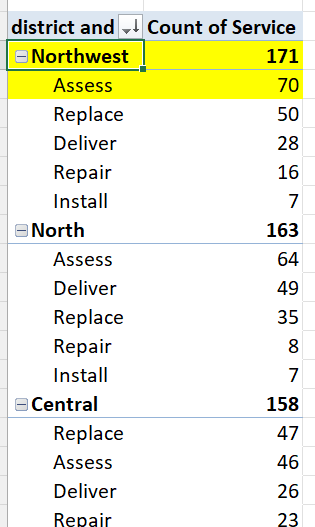 district and Count of Service
Northwest 171
Assess 70
Replace 50
Deliver 28
Repair 16
Install 7
North 163
Assess 64
Deliver 49
Replace 35
Repair 8
Install 7
Central 158
Replace 47
Assess 46
Deliver 26
Repair 23